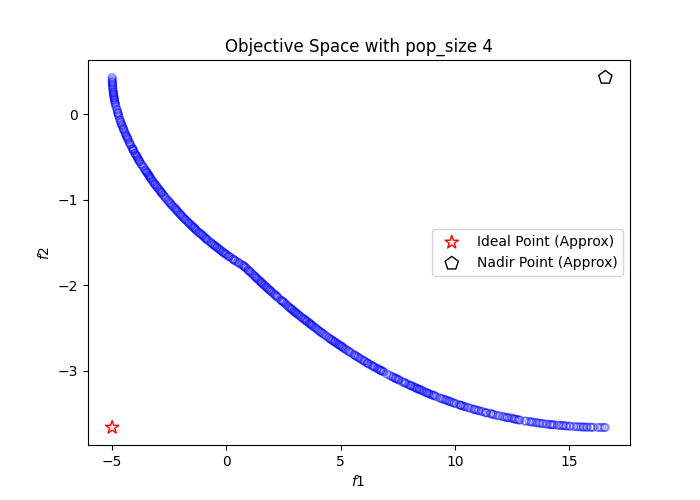 Objective Space with pop_size 4
0
−1
−2
−3
f2
Ideal Point (Approx)
Nadir Point (Approx)
−5
0
5
10
15
f1